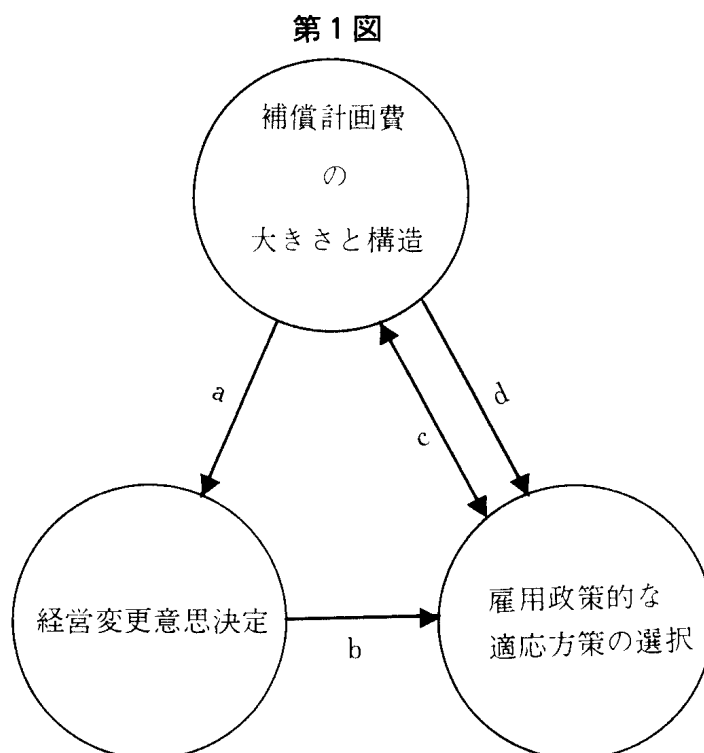 第1図
補償計画費
の
大きさと構造
a
d
c
経営変更意思決定
b
雇用政策的な
適応方策の選択